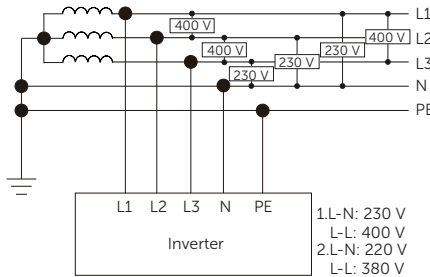 L1
400 V
L2
400 V
400 V
230 V
L3
230 V
230 V
N
PE
L1 L2 L3 N PE
Inverter
1.L-N: 230 V
L-L: 400 V
2.L-N: 220 V
L-L: 380 V